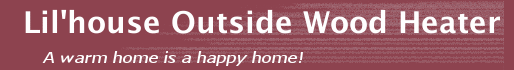 Lil'house Outside Wood Heater
A warm home is a happy home!